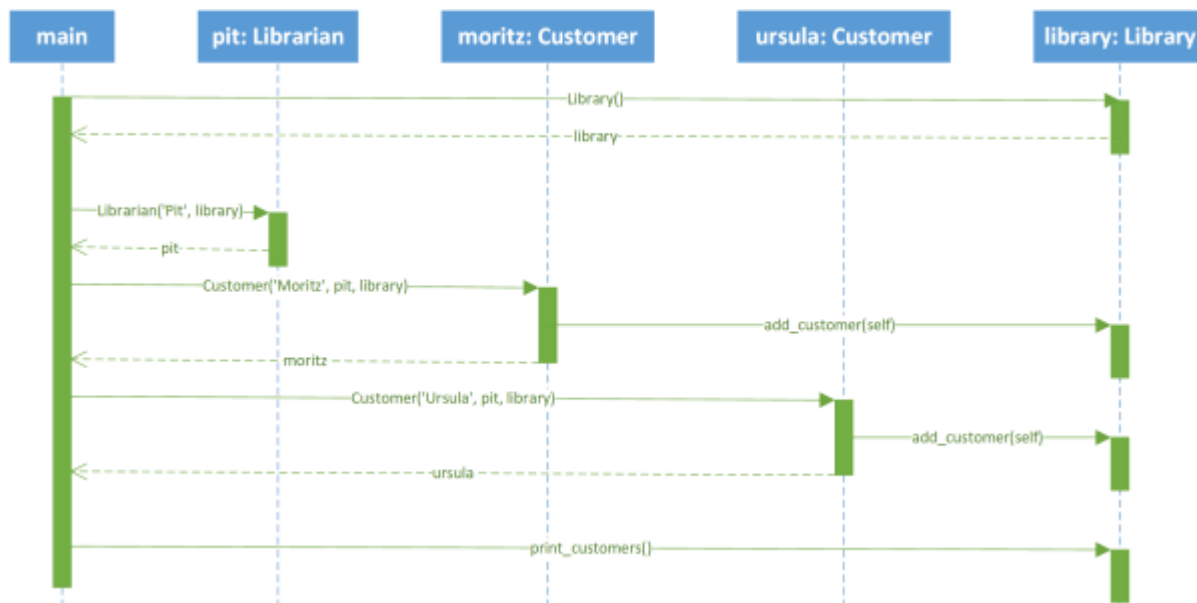 main
pit: Librarian
moritz: Customer
ursula: Customer
library: Library
Library()
library
Librarian('Pit', library)
pit
Customer('Moritz', pit, library)
add_customer(self)
moritz
Customer('Ursula', pit, library)
add_customer(self)
ursula
print_customers()